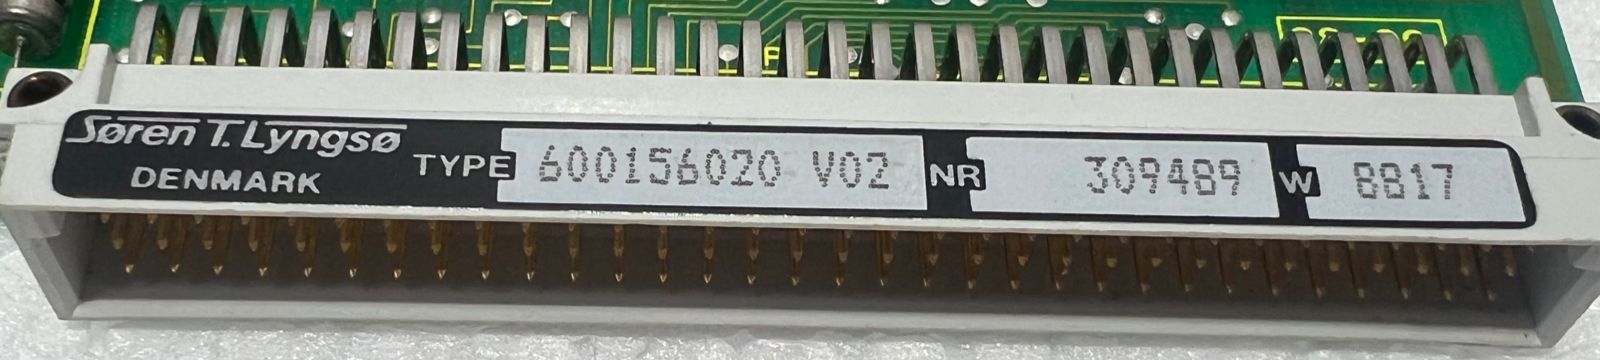 Søren T. Lyngsø
DENMARK
TYPE 600156020 V02 NR 309489 W 8817